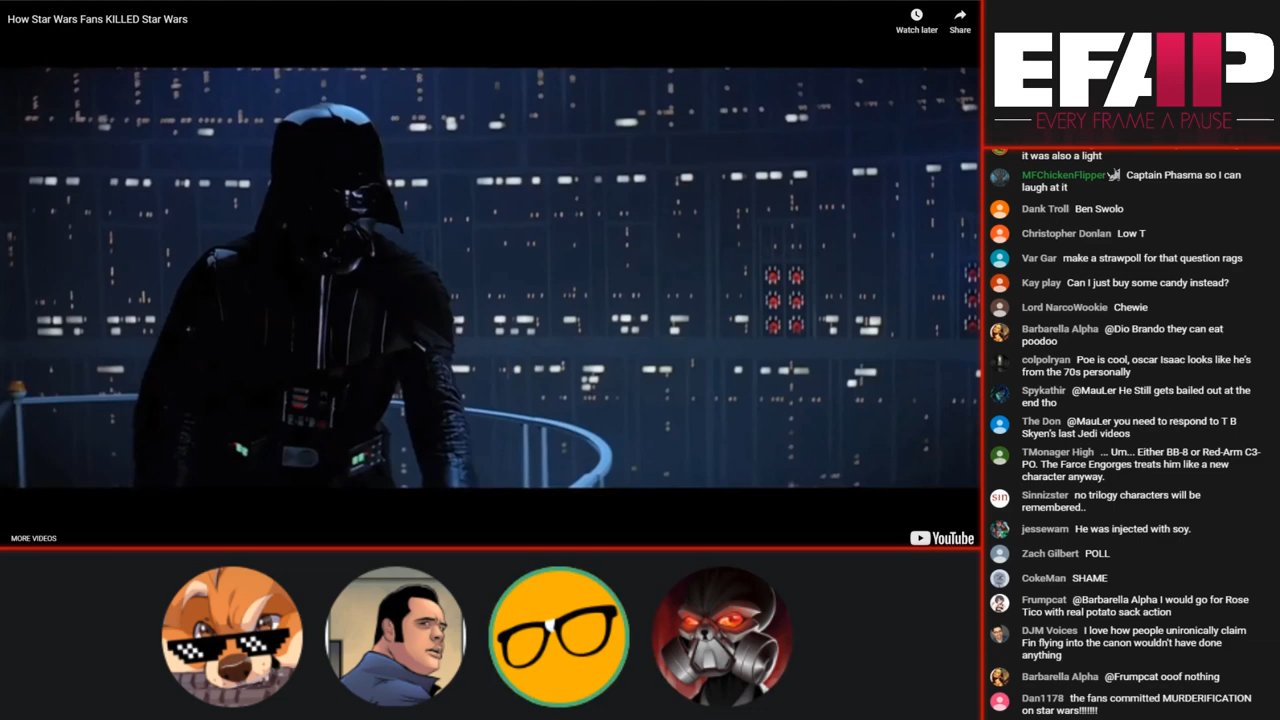 How Star Wars Fans KILLED Star Wars
Watch later
Share
MORE VIDEOS
YouTube
EFAP
EVERY FRAME A PAUSE
it was also a light
MFChickenFlipper Captain Phasma so I can
laugh at it
Dank Troll Ben Swolo
Christopher Donlan Low T
Var Gar make a strawpoll for that question rags
Kay play Can I just buy some candy instead?
Lord NarcoWookie Chewie
Barbarella Alpha @Dio Brando they can eat
poodoo
colpolryan Poe is cool, oscar Isaac looks like he's
from the 70s personally
Spykathir @MauLer He Still gets bailed out at the
end tho
The Don @MauLer you need to respond to T B
Skyen's last Jedi videos
TMonager High ... Um... Either BB-8 or Red-Arm C3-
PO. The Farce Engorges treats him like a new
character anyway.
sin
Sinnizster no trilogy characters will be
remembered..
jessewam He was injected with soy.
Zach Gilbert POLL
CokeMan SHAME
Frumpcat @Barbarella Alpha I would go for Rose
Tico with real potato sack action
DJM Voices I love how people unironically claim
Fin flying into the canon wouldn't have done
anything
Barbarella Alpha @Frumpcat ooof nothing
Dan1178 the fans committed MURDERIFICATION
on star wars!!!!!!!